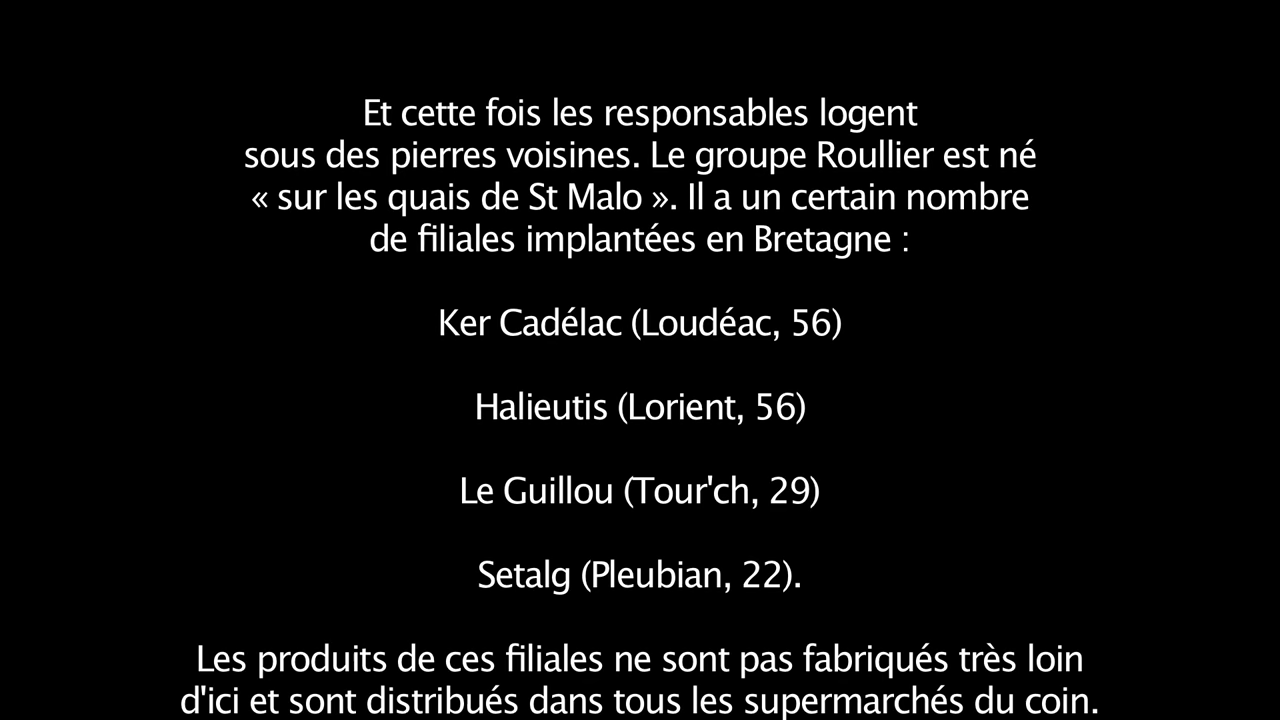 Et cette fois les responsables logent
sous des pierres voisines. Le groupe Roullier est né
« sur les quais de St Malo ». Il a un certain nombre
de filiales implantées en Bretagne :
Ker Cadélac (Loudéac, 56)
Halieutis (Lorient, 56)
Le Guillou (Tour'ch, 29)
Setalg (Pleubian, 22).
Les produits de ces filiales ne sont pas fabriqués très loin
d'ici et sont distribués dans tous les supermarchés du coin.